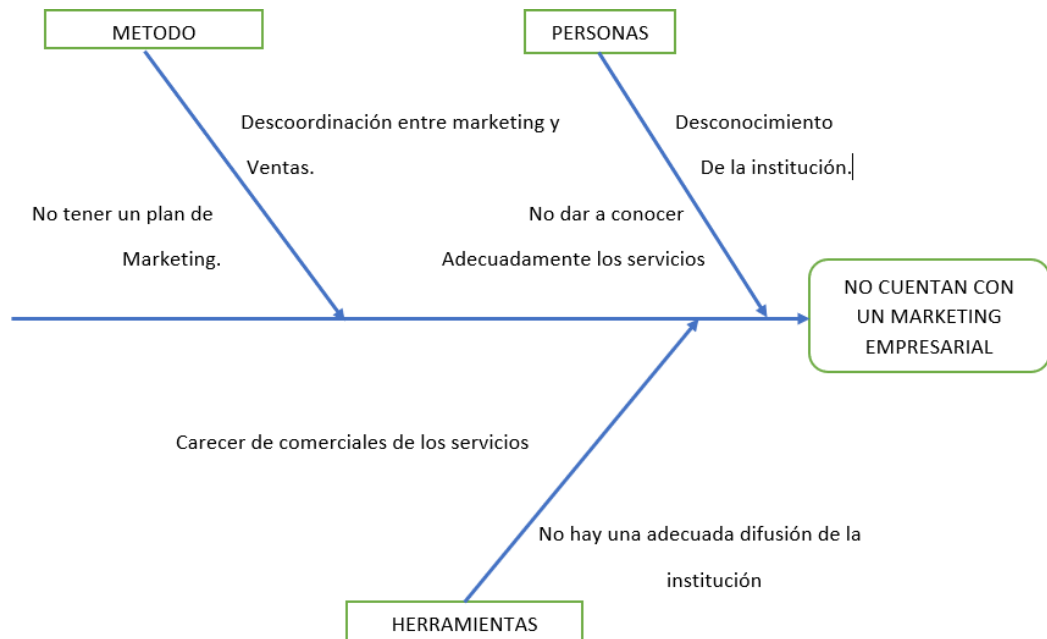 METODO
PERSONAS
Descoordinación entre marketing y
Ventas.
Desconocimiento
De la institución.
No tener un plan de
Marketing.
No dar a conocer
Adecuadamente los servicios
NO CUENTAN CON
UN MARKETING
EMPRESARIAL
Carecer de comerciales de los servicios
No hay una adecuada difusión de la
institución
HERRAMIENTAS